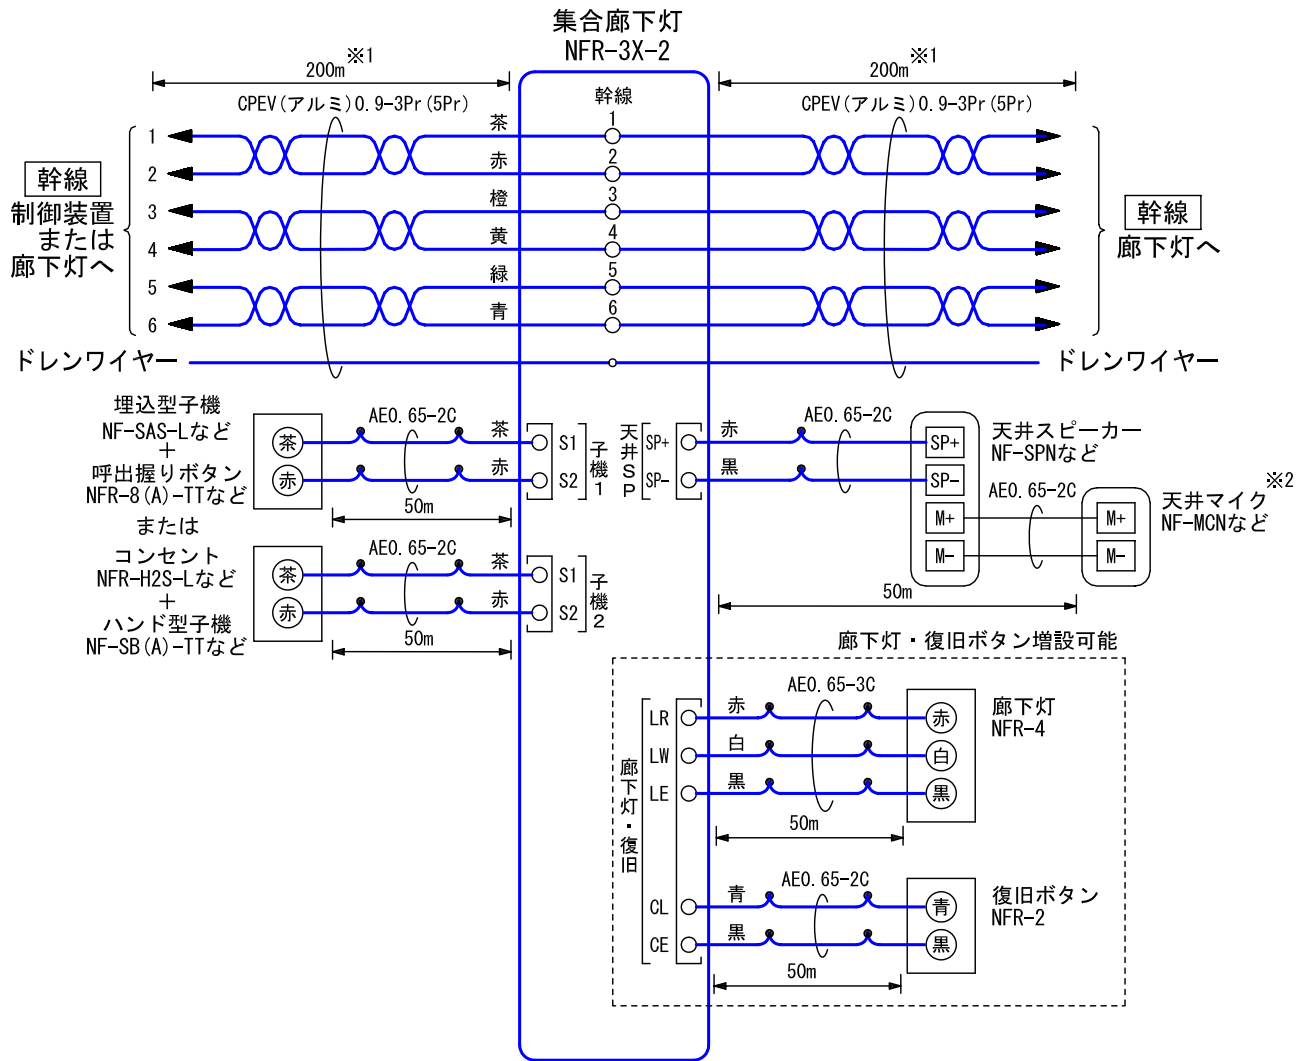 集合廊下灯
NFR-3X-2
200m※1
200m※1
CPEV(アルミ)0.9-3Pr(5Pr)
幹線
CPEV(アルミ)0.9-3Pr(5Pr)
1 茶 1
2 赤 2
3 橙 3
4 黄 4
5 緑 5
6 青 6
幹線
制御装置
または
廊下灯へ
幹線
廊下灯へ
ドレンワイヤー
ドレンワイヤー
埋込型子機
NF-SAS-Lなど
+
呼出握りボタン
NFR-8(A)-TTなど
または
コンセント
NFR-H2S-Lなど
+
ハンド型子機
NF-SB(A)-TTなど
AE0.65-2C
茶 茶 S1
赤 赤 S2
子機1
50m
AE0.65-2C
茶 茶 S1
赤 赤 S2
子機2
50m
天井SP
AE0.65-2C
SP+ 赤 SP+
SP- 黒 SP-
天井スピーカー
NF-SPNなど
AE0.65-2C
M+ M+
M- M-
天井マイク※2
NF-MCNなど
50m
廊下灯・復旧ボタン増設可能
廊下灯・復旧
AE0.65-3C
LR 赤 赤
LW 白 白
LE 黒 黒
廊下灯
NFR-4
50m
AE0.65-2C
CL 青 青
CE 黒 黒
復旧ボタン
NFR-2
50m